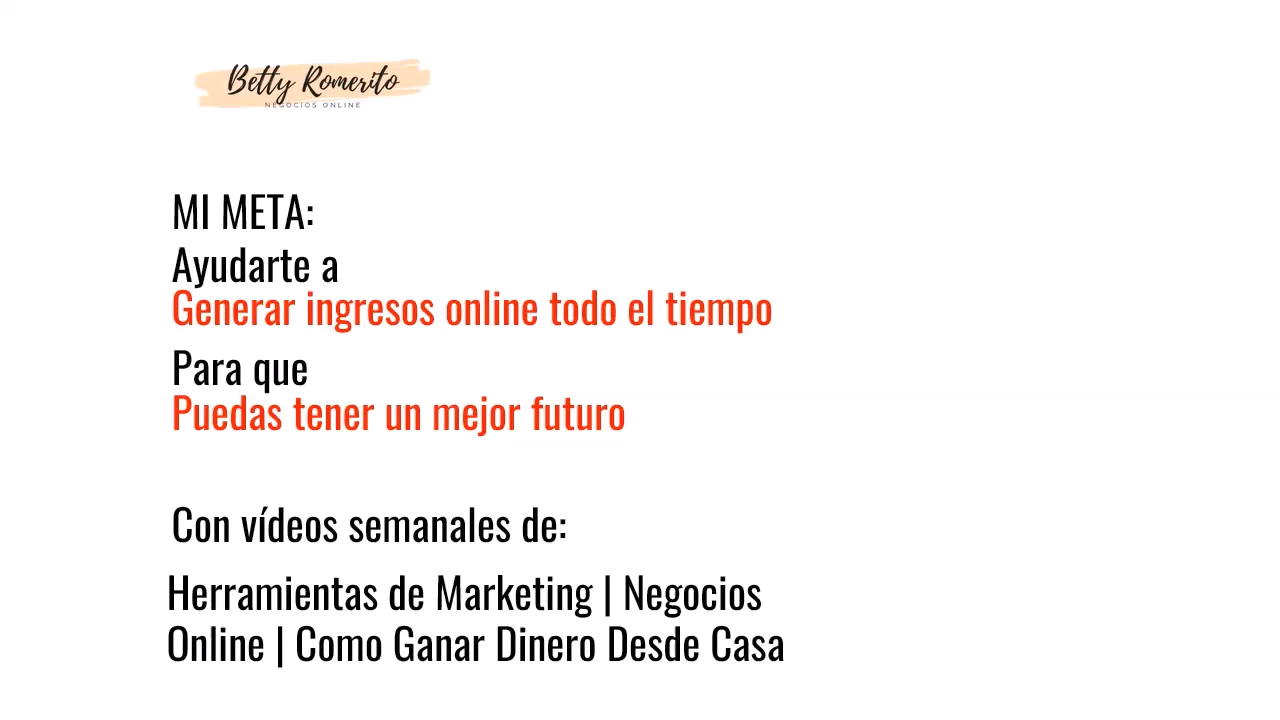 Betty Romerito
NEGOCIOS ONLINE
MI META:
Ayudarte a
Generar ingresos online todo el tiempo
Para que
Puedas tener un mejor futuro
Con vídeos semanales de:
Herramientas de Marketing | Negocios
Online | Como Ganar Dinero Desde Casa